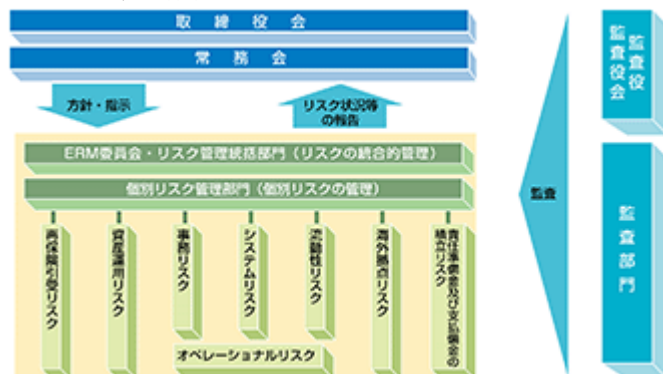 取締役会
常務会
方針・指示
リスク状況等
の報告
ERM委員会・リスク管理統括部門（リスクの統合的管理）
個別リスク管理部門（個別リスクの管理）
再保険引受リスク
資産運用リスク
事務リスク
システムリスク
流動性リスク
海外拠点リスク
責任準備金及び支払備金の
積立リスク
オペレーショナルリスク
監査
監査役
監査役会
監査部門